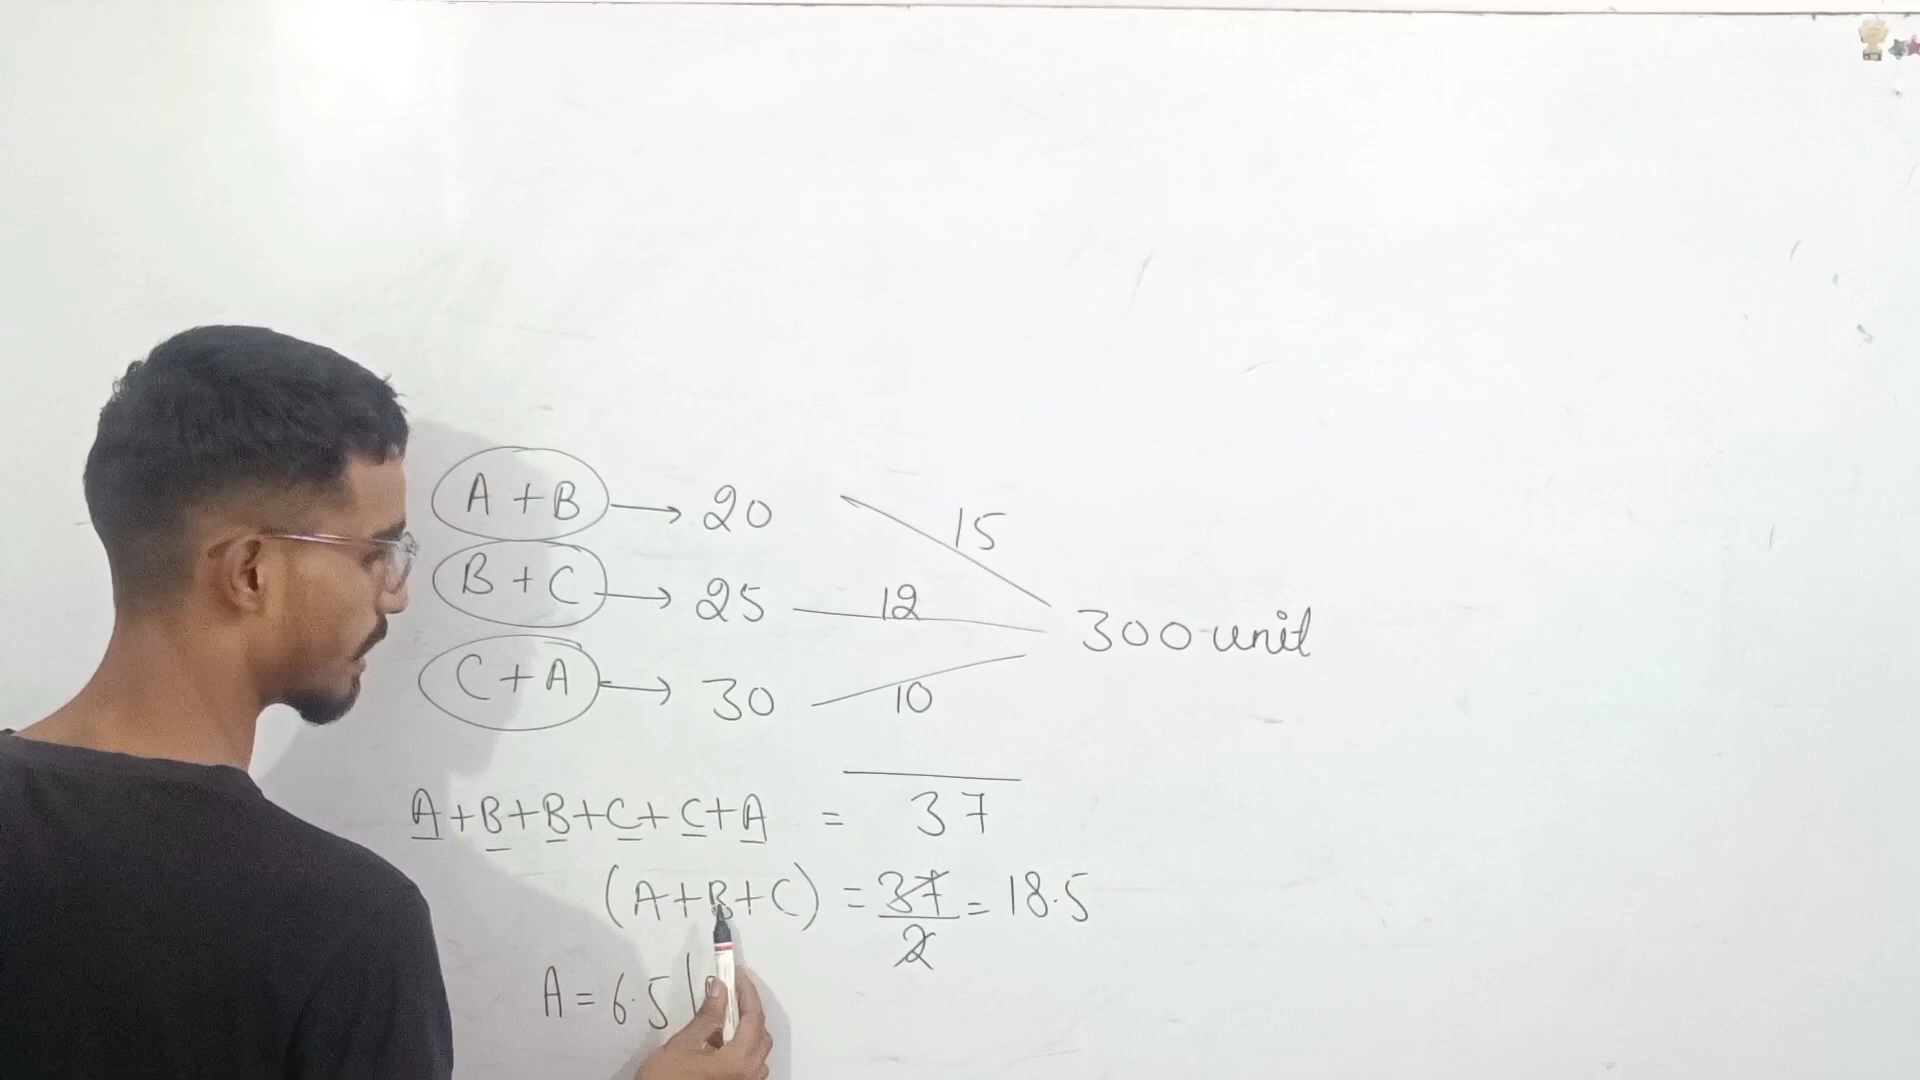 A + B → 20 15
B + C → 25 12 300 unit
C + A → 30 10
A + B + B + C + C + A = 37
(A+B+C) = 37/2 = 18.5
A = 6.5